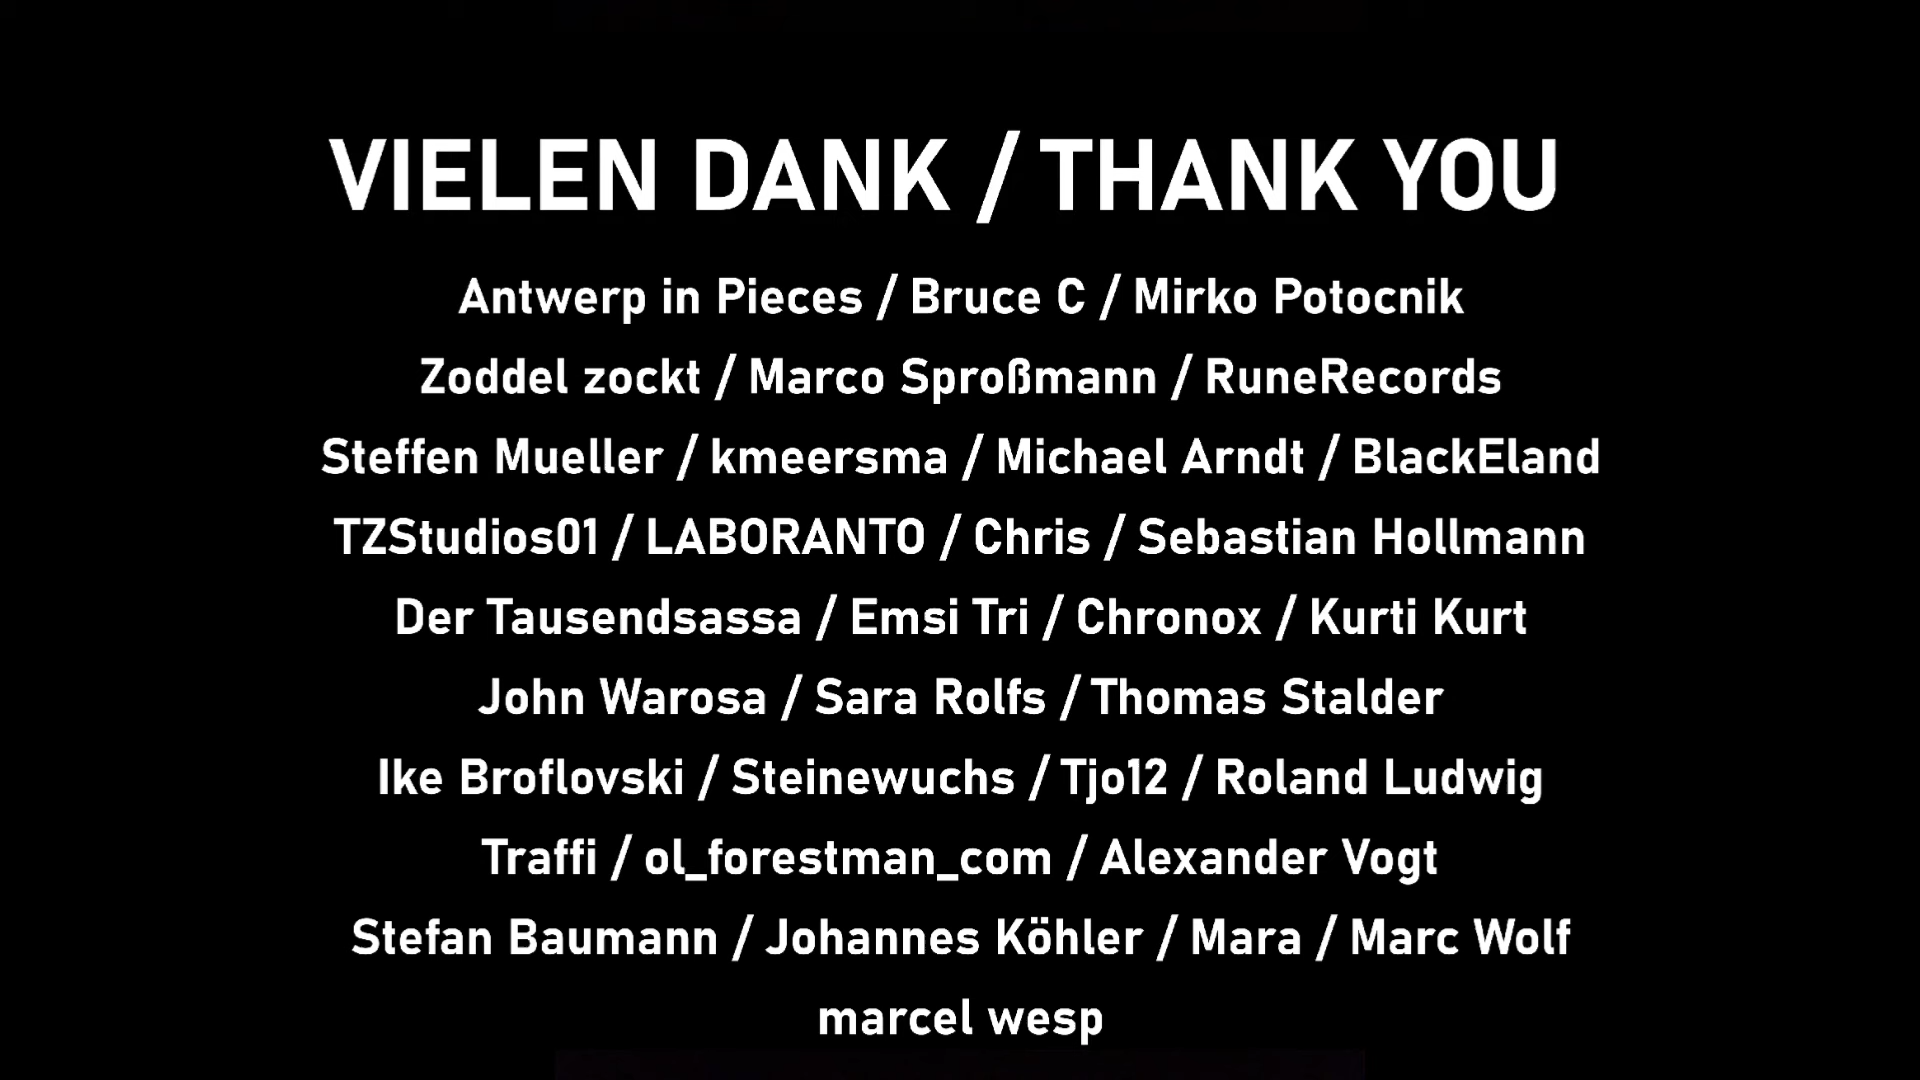 VIELEN DANK / THANK YOU
Antwerp in Pieces / Bruce C / Mirko Potocnik
Zoddel zockt / Marco Sproßmann / RuneRecords
Steffen Mueller / kmeersma / Michael Arndt / BlackEland
TZStudios01 / LABORANTO / Chris / Sebastian Hollmann
Der Tausendsassa / Emsi Tri / Chronox / Kurti Kurt
John Warosa / Sara Rolfs / Thomas Stalder
Ike Broflovski / Steinewuchs / Tjo12 / Roland Ludwig
Traffi / ol_forestman_com / Alexander Vogt
Stefan Baumann / Johannes Köhler / Mara / Marc Wolf
marcel wesp